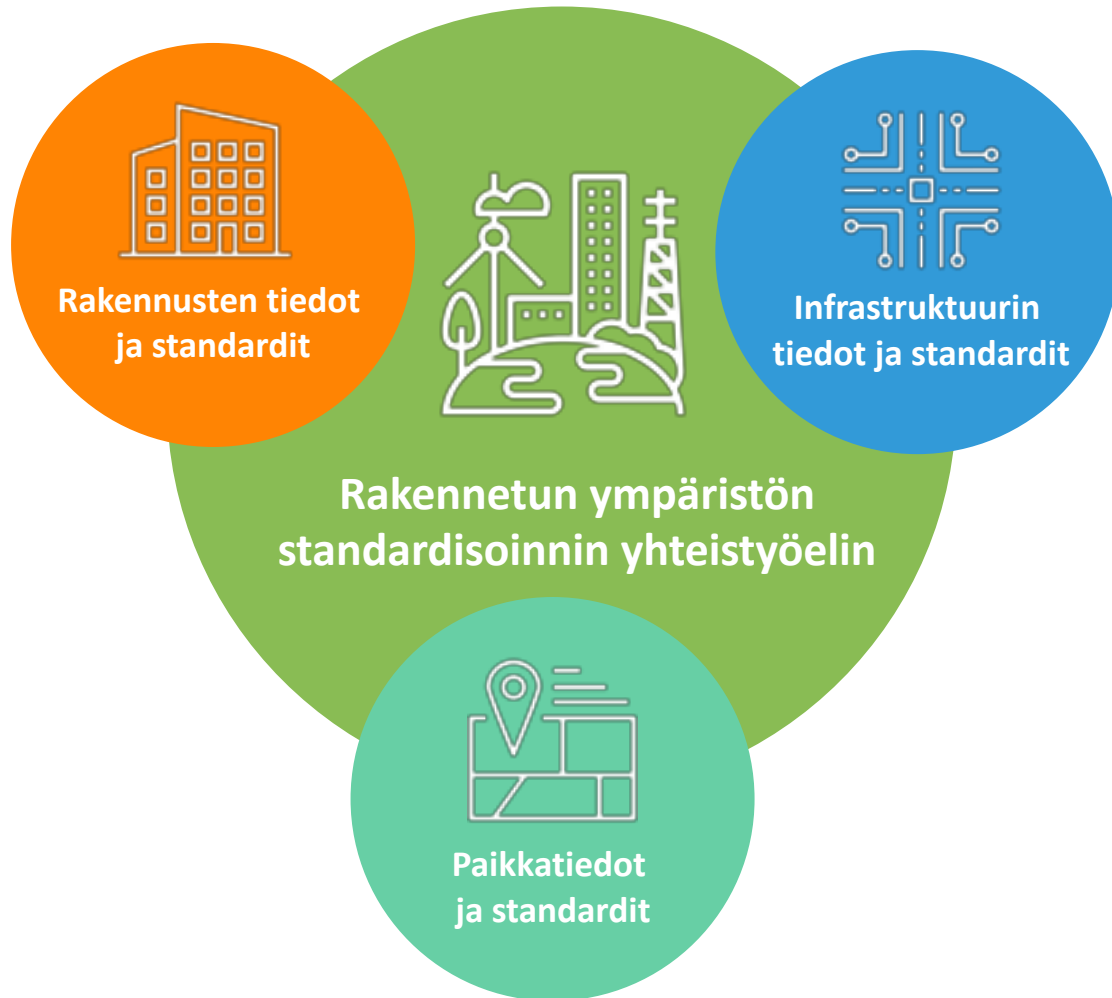 Rakennusten tiedot
ja standardit
Infrastruktuurin
tiedot ja standardit
Rakennetun ympäristön
standardisoinnin yhteistyöelin
Paikkatiedot
ja standardit